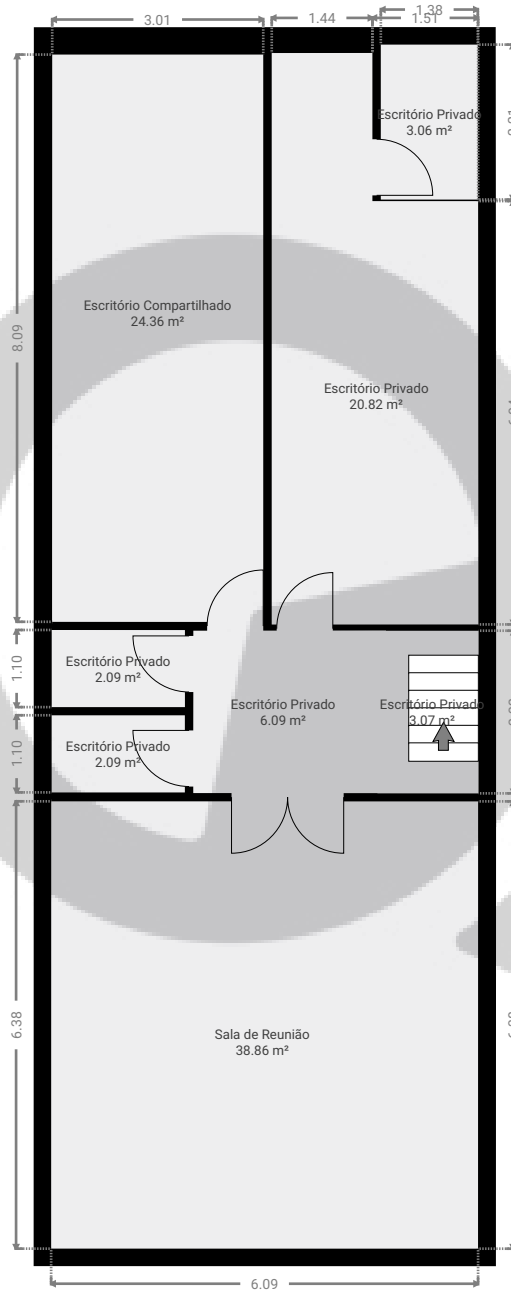 1.38
3.01
1.44
1.51
Escritório Privado
3.06 m²
Escritório Compartilhado
24.36 m²
8.09
Escritório Privado
20.82 m²
1.10
Escritório Privado
2.09 m²
Escritório Privado
6.09 m²
Escritório Privado
3.07 m²
1.10
Escritório Privado
2.09 m²
6.38
Sala de Reunião
38.86 m²
6.09